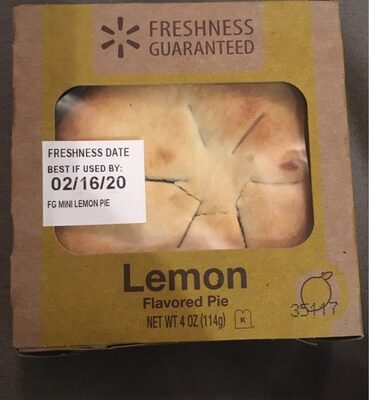 FRESHNESS
GUARANTEED
FRESHNESS DATE
BEST IF USED BY:
02/16/20
FG MINI LEMON PIE
Lemon
Flavored Pie
NET WT 4 OZ (114g)
K
35117